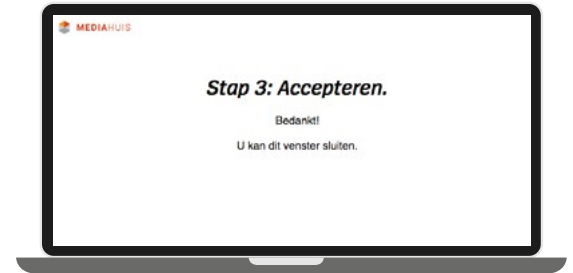 MEDIAHUIS
Stap 3: Accepteren.
Bedankt!
U kan dit venster sluiten.